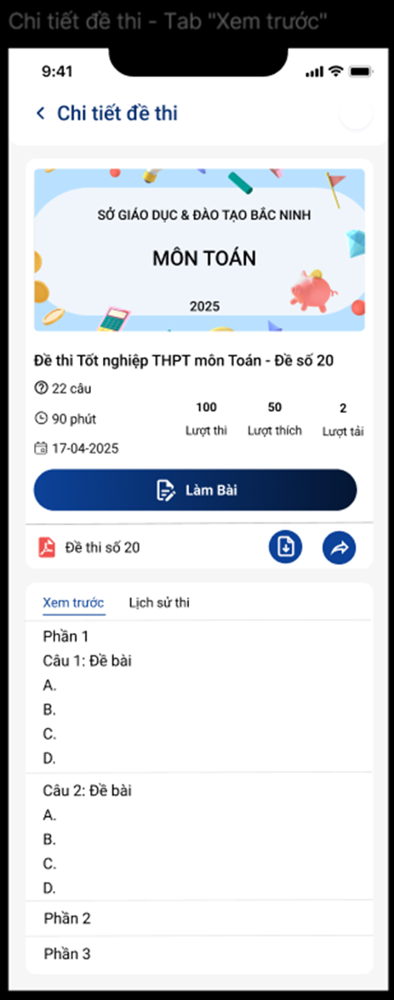 Chi tiết đề thi - Tab "Xem trước"
9:41
Chi tiết đề thi
SỞ GIÁO DỤC & ĐÀO TẠO BẮC NINH
MÔN TOÁN
2025
Đề thi Tốt nghiệp THPT môn Toán - Đề số 20
22 câu
90 phút
17-04-2025
100 50 2
Lượt thi Lượt thích Lượt tải
Làm Bài
Đề thi số 20
Xem trước Lịch sử thi
Phần 1
Câu 1: Đề bài
A.
B.
C.
D.
Câu 2: Đề bài
A.
B.
C.
D.
Phần 2
Phần 3